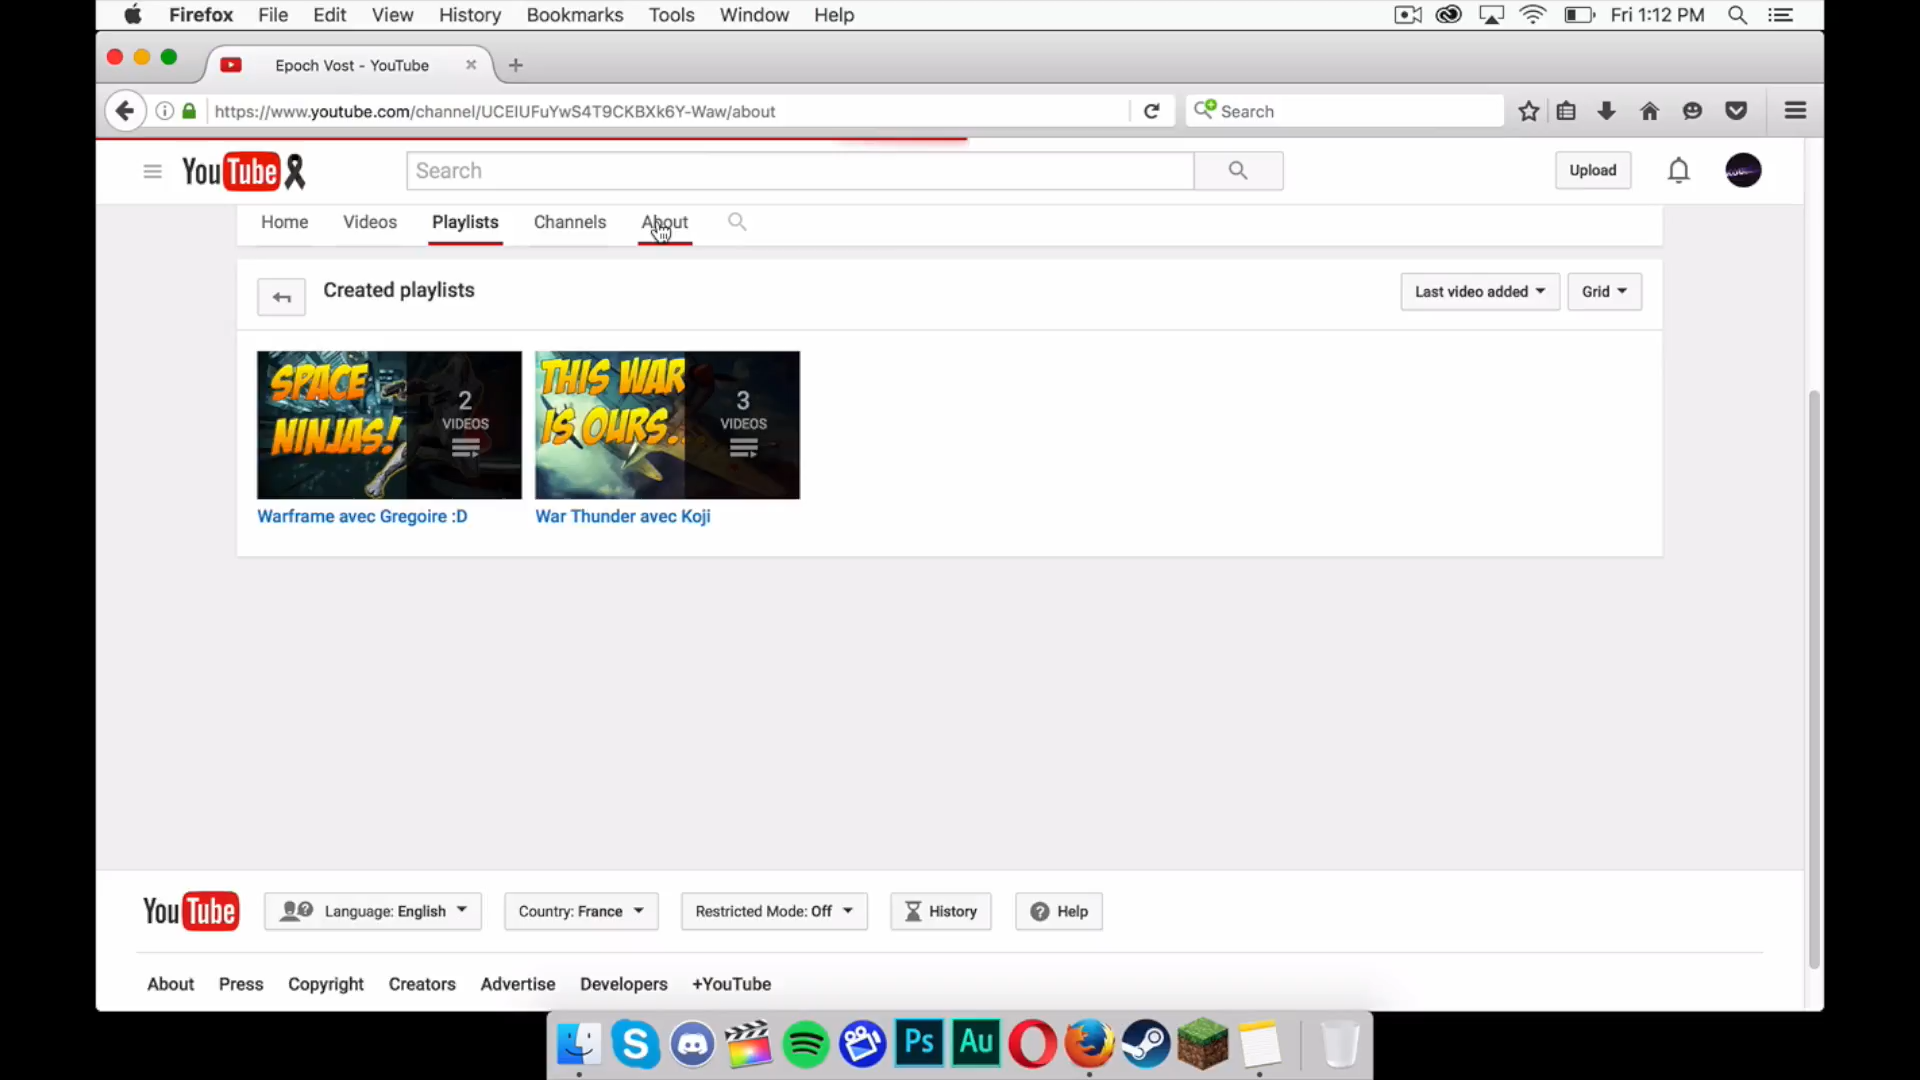 Firefox File Edit View History Bookmarks Tools Window Help Fri 1:12 PM
Epoch Vost - YouTube
https://www.youtube.com/channel/UCEIUFuYwS4T9CKBXk6Y-Waw/about Search
YouTube Search Upload
Home Videos Playlists Channels About
Created playlists Last video added Grid
SPACE NINJAS!
2 VIDEOS
THIS WAR IS OURS..
3 VIDEOS
Warframe avec Gregoire :D War Thunder avec Koji
YouTube Language: English Country: France Restricted Mode: Off History Help
About Press Copyright Creators Advertise Developers +YouTube
Ps Au